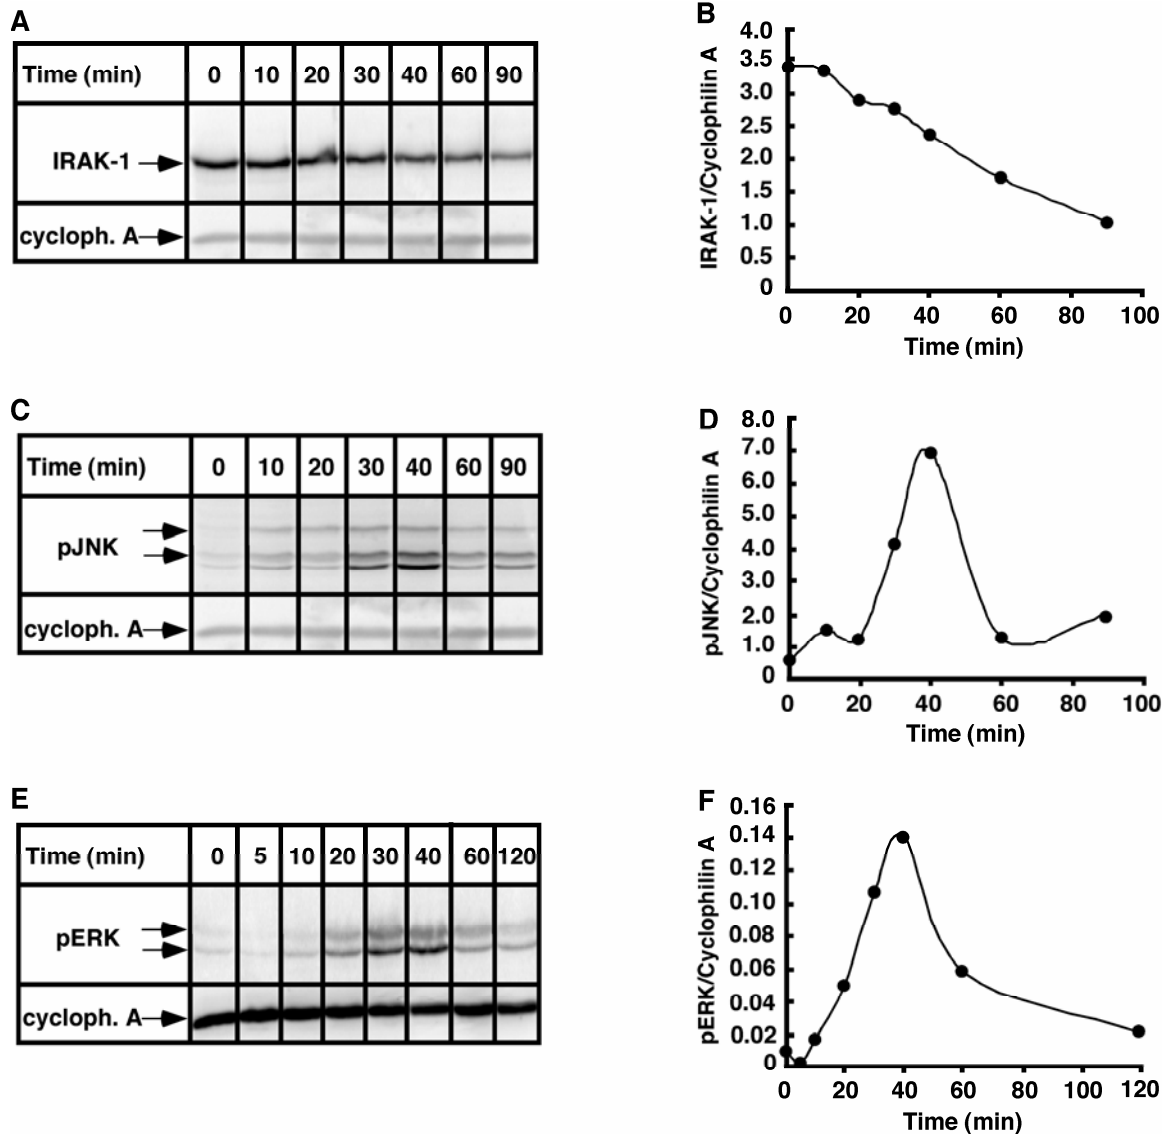 A
Time (min) 0 10 20 30 40 60 90
IRAK-1
cycloph. A
B
IRAK-1/Cyclophilin A
4.0
3.5
3.0
2.5
2.0
1.5
1.0
0.5
0
0 20 40 60 80 100
Time (min)
C
Time (min) 0 10 20 30 40 60 90
pJNK
cycloph. A
D
pJNK/Cyclophilin A
8.0
7.0
6.0
5.0
4.0
3.0
2.0
1.0
0
0 20 40 60 80 100
Time (min)
E
Time (min) 0 5 10 20 30 40 60 120
pERK
cycloph. A
F
pERK/Cyclophilin A
0.16
0.14
0.12
0.10
0.08
0.06
0.04
0.02
0
0 20 40 60 80 100 120
Time (min)